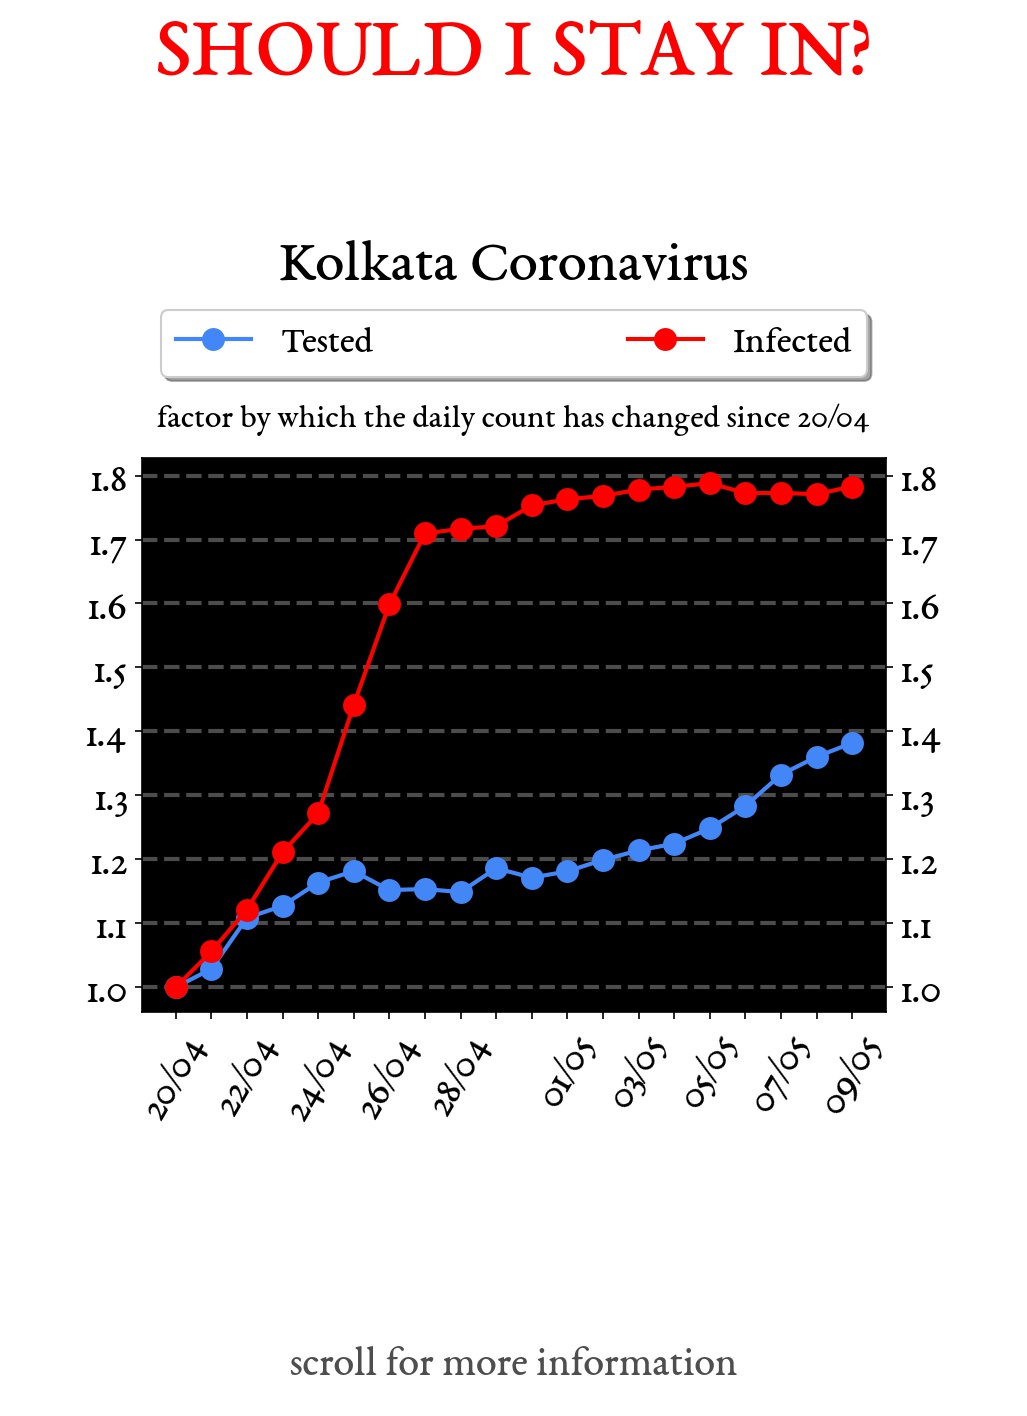 SHOULD I STAY IN?
Kolkata Coronavirus
Tested Infected
factor by which the daily count has changed since 20/04
1.8 1.8
1.7 1.7
1.6 1.6
1.5 1.5
1.4 1.4
1.3 1.3
1.2 1.2
1.1 1.1
1.0 1.0
20/04 22/04 24/04 26/04 28/04 01/05 03/05 05/05 07/05 09/05
scroll for more information